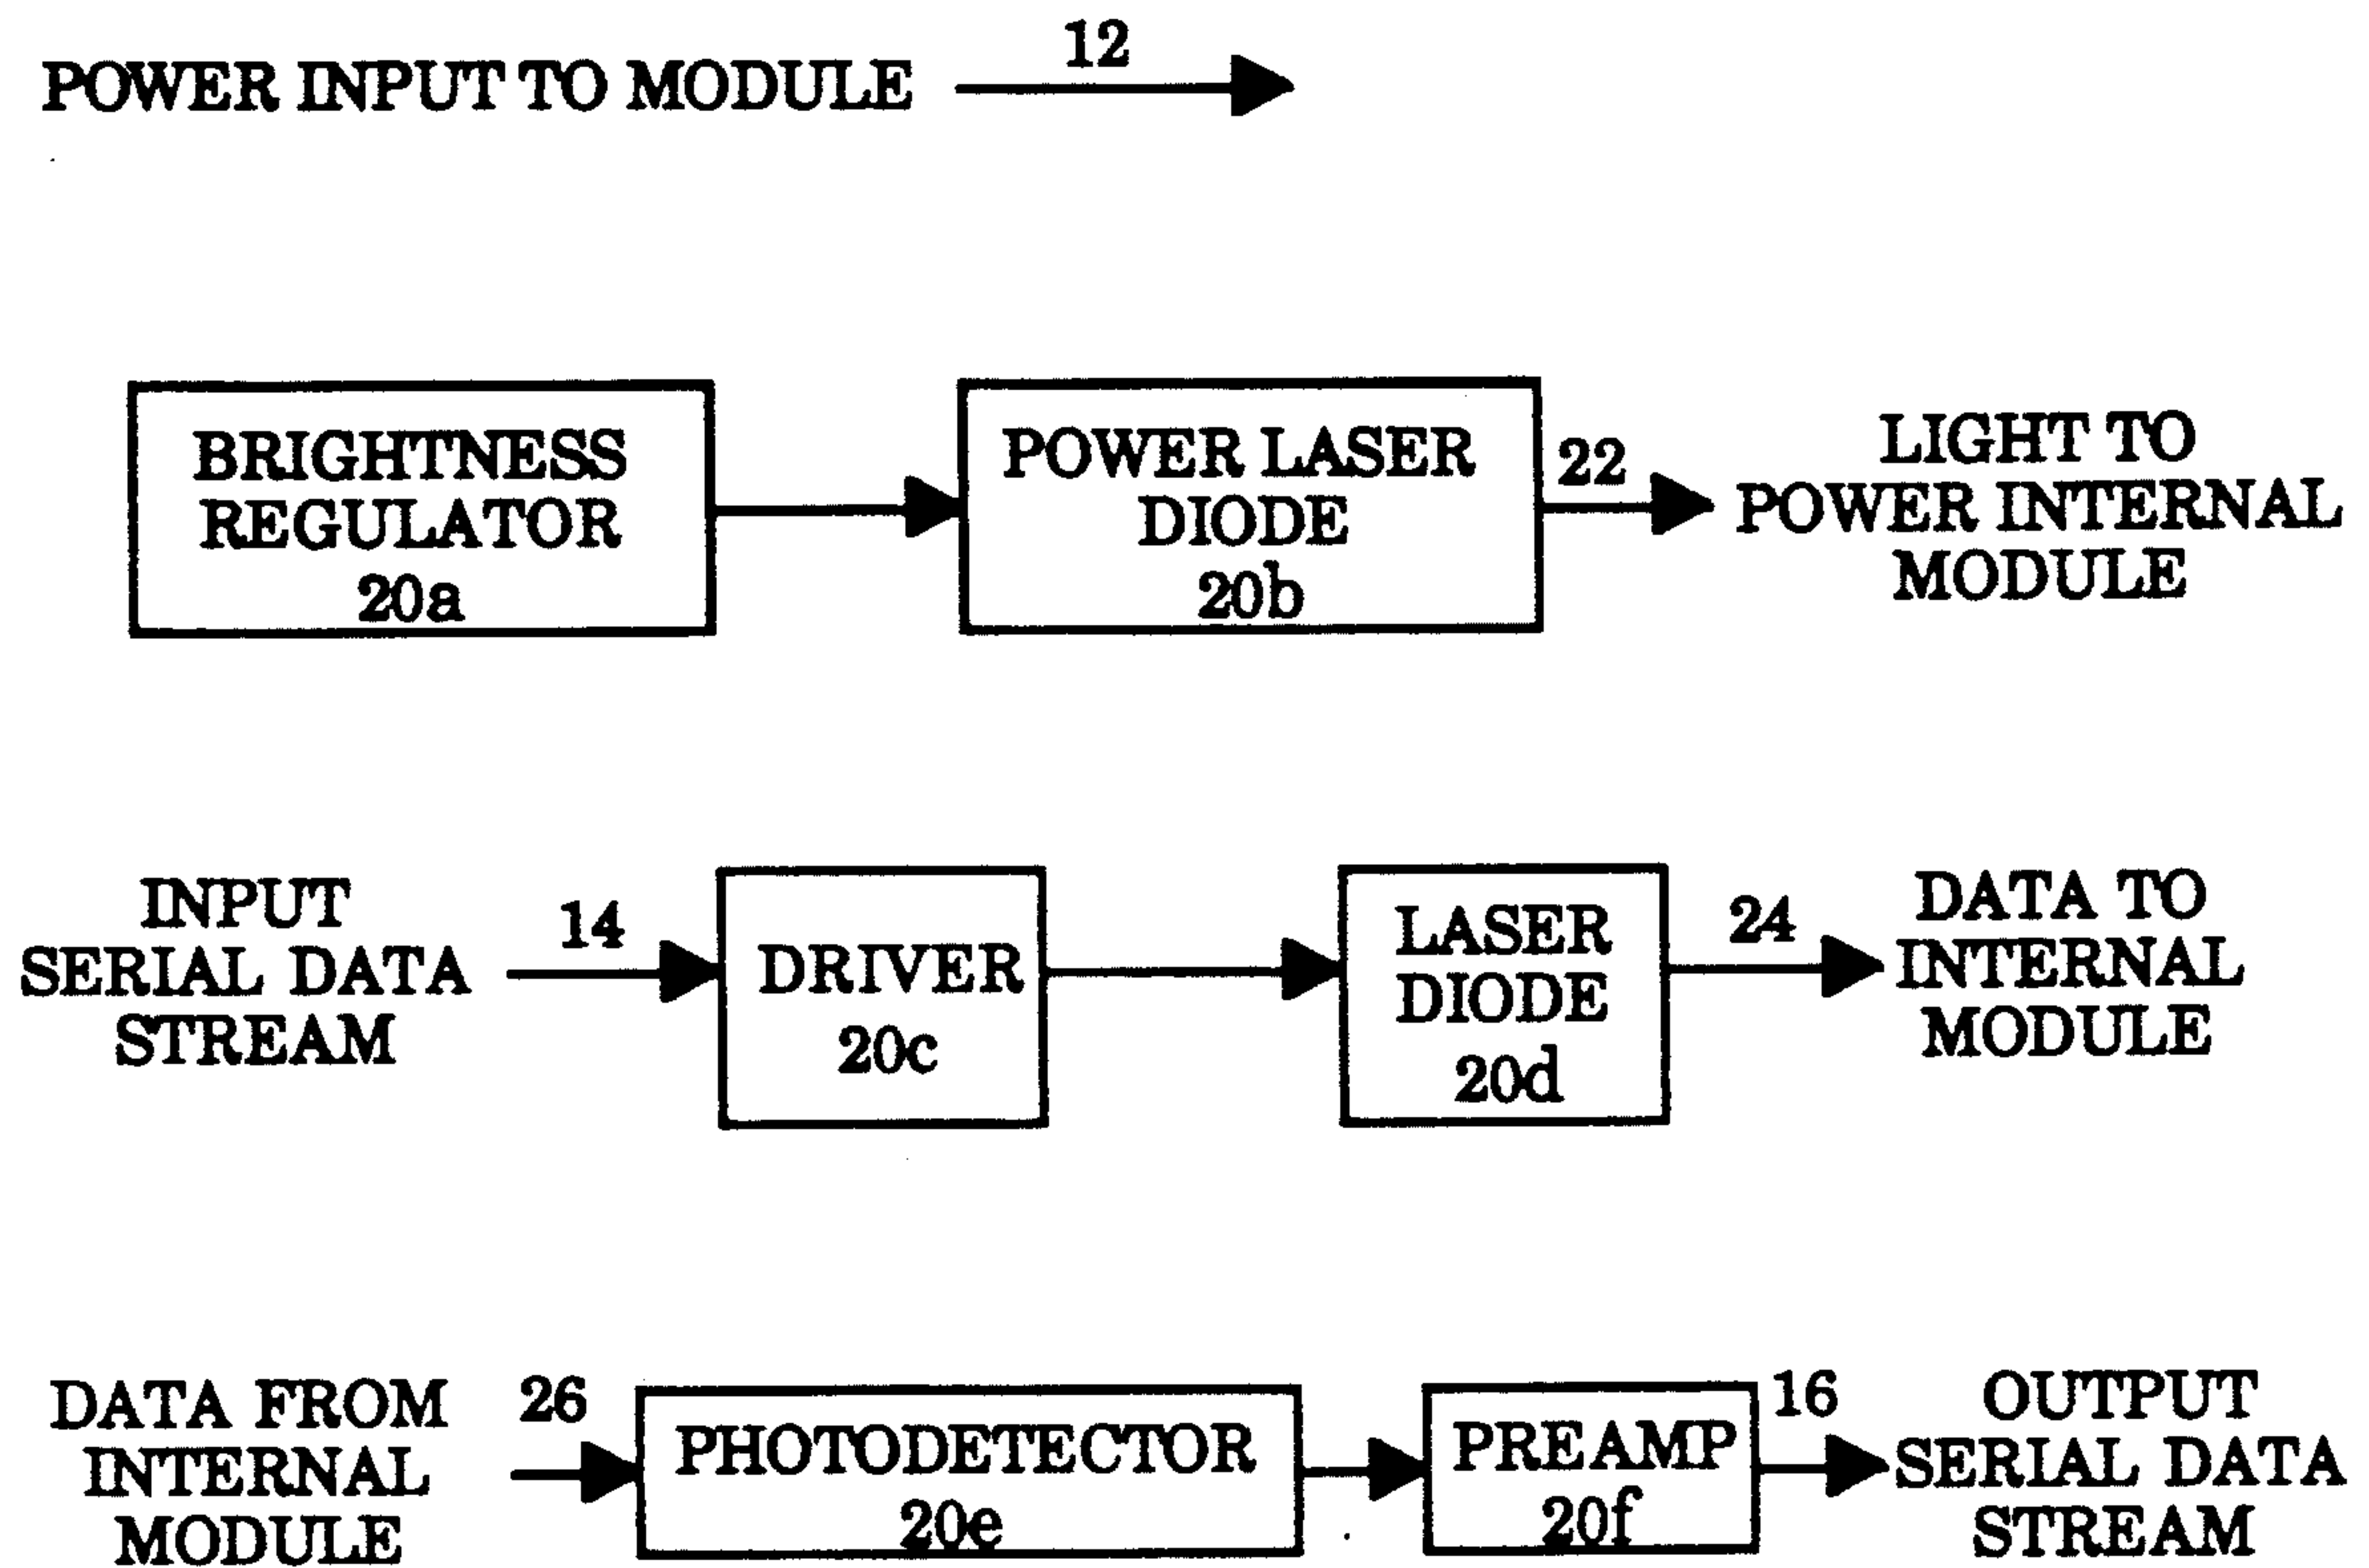 POWER INPUT TO MODULE
12
BRIGHTNESS
REGULATOR
20a
POWER LASER
DIODE
20b
22
LIGHT TO
POWER INTERNAL
MODULE
INPUT
SERIAL DATA
STREAM
14
DRIVER
20c
LASER
DIODE
20d
24
DATA TO
INTERNAL
MODULE
DATA FROM
INTERNAL
MODULE
26
PHOTODETECTOR
20e
PREAMP
20f
16
OUTPUT
SERIAL DATA
STREAM